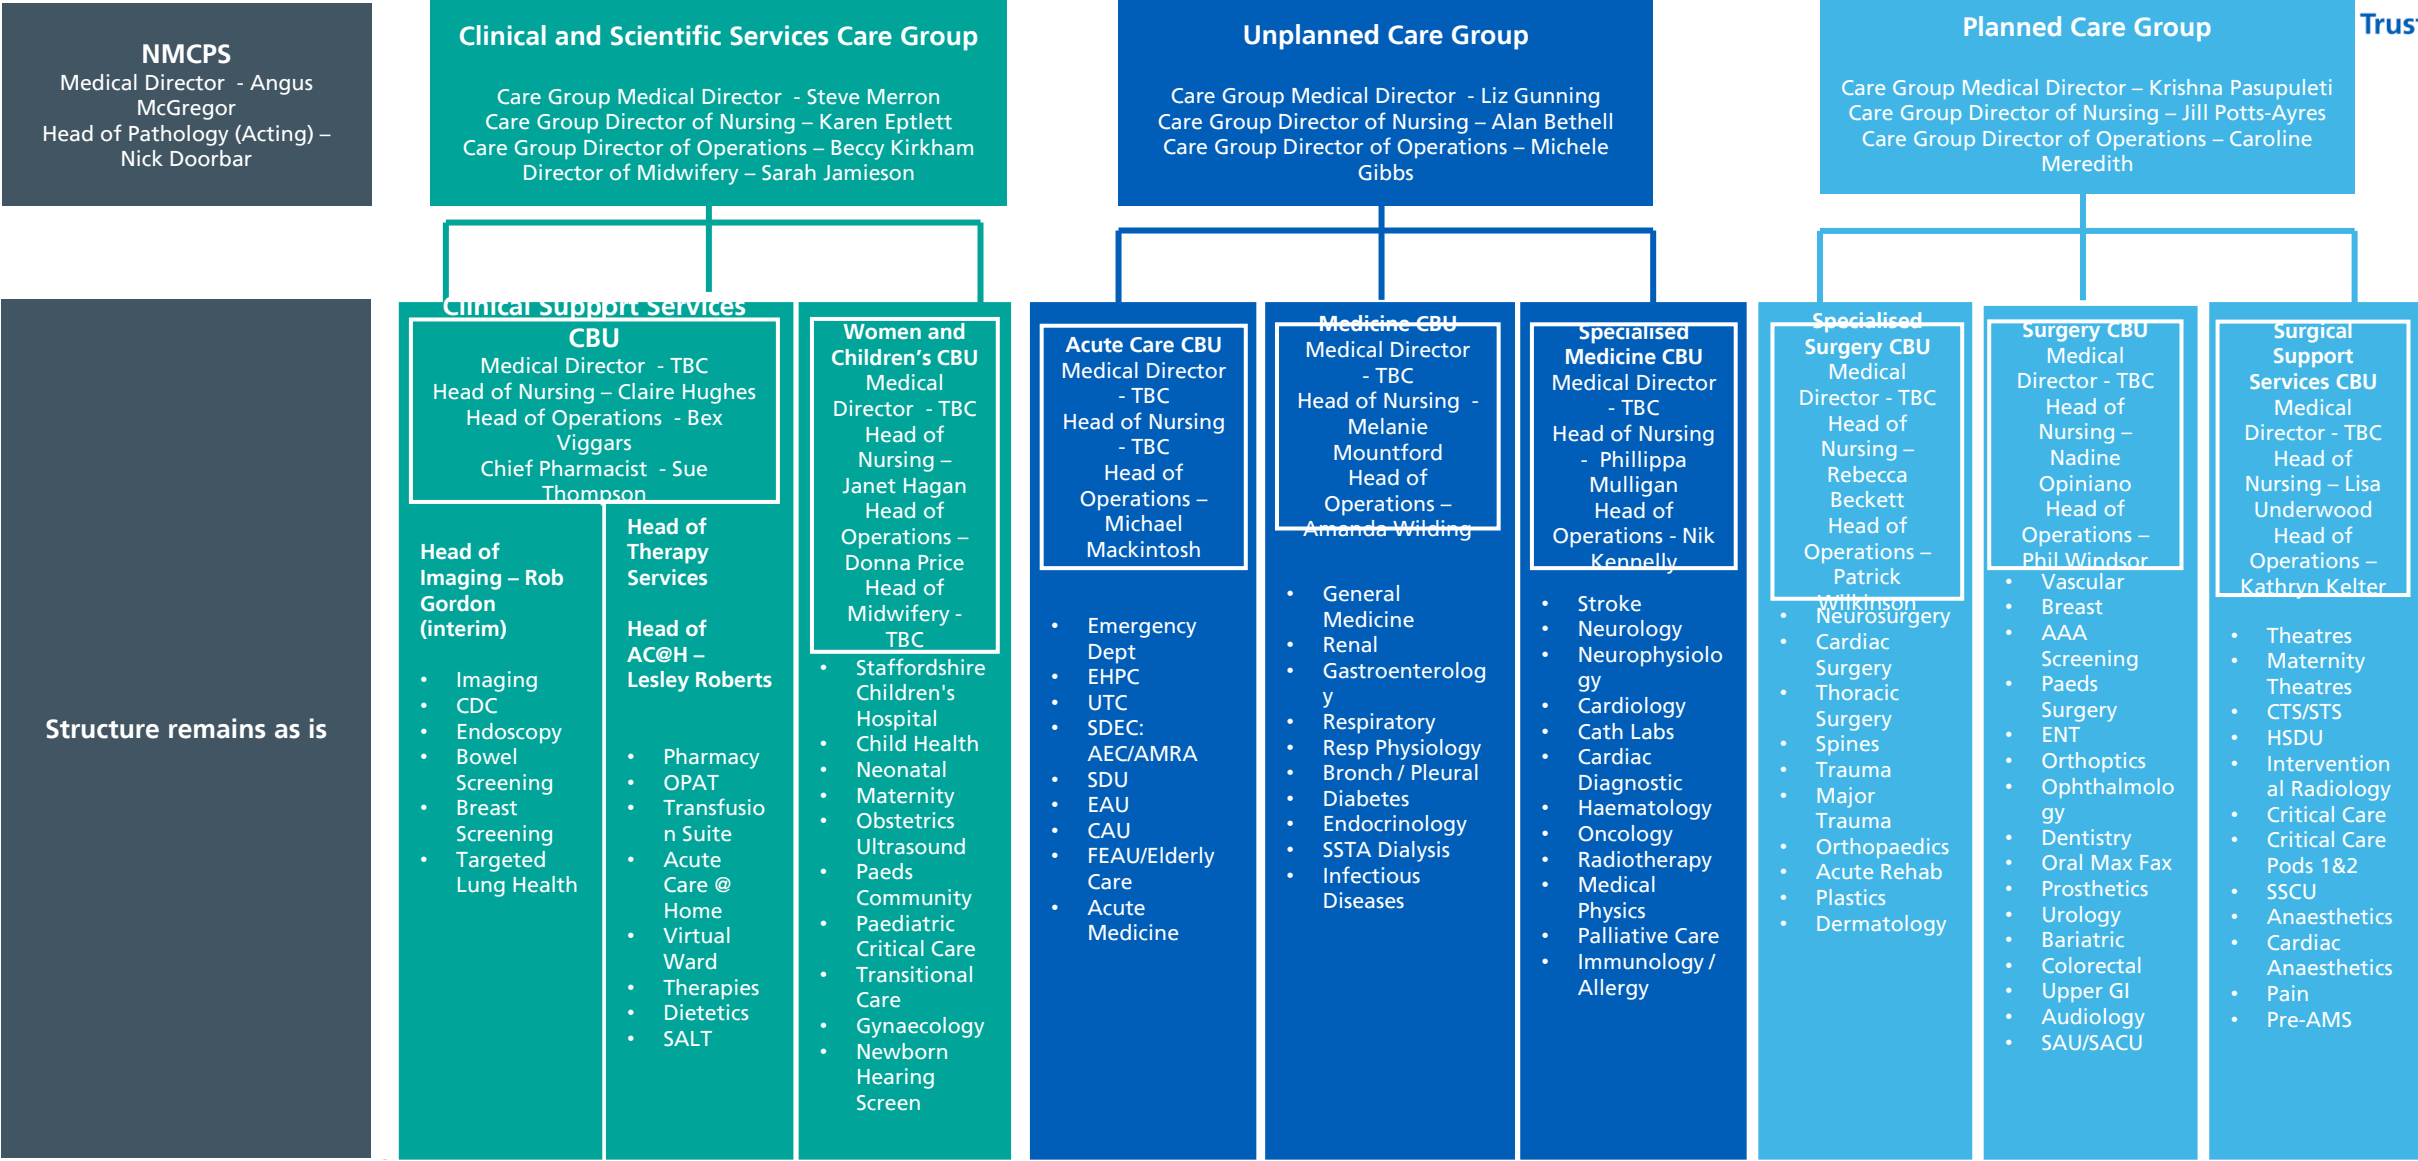 NMCPS
Medical Director  - Angus
McGregor
Head of Pathology (Acting) –
Nick Doorbar
Clinical and Scientific Services Care Group
Care Group Medical Director  - Steve Merron
Care Group Director of Nursing – Karen Eptlett
Care Group Director of Operations – Beccy Kirkham
Director of Midwifery – Sarah Jamieson
Unplanned Care Group
Care Group Medical Director  - Liz Gunning
Care Group Director of Nursing – Alan Bethell
Care Group Director of Operations – Michele
Gibbs
Planned Care Group
Care Group Medical Director – Krishna Pasupuleti
Care Group Director of Nursing – Jill Potts-Ayres
Care Group Director of Operations – Caroline
Meredith
Structure remains as is
Clinical Support Services
CBU
Medical Director  - TBC
Head of Nursing – Claire Hughes
Head of Operations  - Bex
Viggars
Chief Pharmacist  - Sue
Thompson
Head of
Imaging – Rob
Gordon
(interim)
• Imaging
• CDC
• Endoscopy
• Bowel
Screening
• Breast
Screening
• Targeted
Lung Health
Head of
Therapy
Services
Head of
AC@H –
Lesley Roberts
• Pharmacy
• OPAT
• Transfusio
n Suite
• Acute
Care @
Home
• Virtual
Ward
• Therapies
• Dietetics
• SALT
Women and
Children's CBU
Medical
Director  - TBC
Head of
Nursing –
Janet Hagan
Head of
Operations –
Donna Price
Head of
Midwifery -
TBC
• Staffordshire
Children's
Hospital
• Child Health
• Neonatal
• Maternity
• Obstetrics
Ultrasound
• Paeds
Community
• Paediatric
Critical Care
• Transitional
Care
• Gynaecology
• Newborn
Hearing
Screen
Acute Care CBU
Medical Director
- TBC
Head of Nursing
- TBC
Head of
Operations –
Michael
Mackintosh
• Emergency
Dept
• EHPC
• UTC
• SDEC:
AEC/AMRA
• SDU
• EAU
• CAU
• FEAU/Elderly
Care
• Acute
Medicine
Medicine CBU
Medical Director
- TBC
Head of Nursing  -
Melanie
Mountford
Head of
Operations –
Amanda Wilding
• General
Medicine
• Renal
• Gastroenterolog
y
• Respiratory
• Resp Physiology
• Bronch / Pleural
• Diabetes
• Endocrinology
• SSTA Dialysis
• Infectious
Diseases
Specialised
Medicine CBU
Medical Director
- TBC
Head of Nursing
-  Phillippa
Mulligan
Head of
Operations - Nik
Kennelly
• Stroke
• Neurology
• Neurophysiolo
gy
• Cardiology
• Cath Labs
• Cardiac
Diagnostic
• Haematology
• Oncology
• Radiotherapy
• Medical
Physics
• Palliative Care
• Immunology /
Allergy
Specialised
Surgery CBU
Medical
Director - TBC
Head of
Nursing –
Rebecca
Beckett
Head of
Operations –
Patrick
Wilkinson
• Neurosurgery
• Cardiac
Surgery
• Thoracic
Surgery
• Spines
• Trauma
• Major
Trauma
• Orthopaedics
• Acute Rehab
• Plastics
• Dermatology
Surgery CBU
Medical
Director - TBC
Head of
Nursing –
Nadine
Opiniano
Head of
Operations –
Phil Windsor
• Vascular
• Breast
• AAA
Screening
• Paeds
Surgery
• ENT
• Orthoptics
• Ophthalmolo
gy
• Dentistry
• Oral Max Fax
• Prosthetics
• Urology
• Bariatric
• Colorectal
• Upper GI
• Audiology
• SAU/SACU
Surgical
Support
Services CBU
Medical
Director - TBC
Head of
Nursing – Lisa
Underwood
Head of
Operations –
Kathryn Kelter
• Theatres
• Maternity
Theatres
• CTS/STS
• HSDU
• Intervention
al Radiology
• Critical Care
• Critical Care
Pods 1&2
• SSCU
• Anaesthetics
• Cardiac
Anaesthetics
• Pain
• Pre-AMS